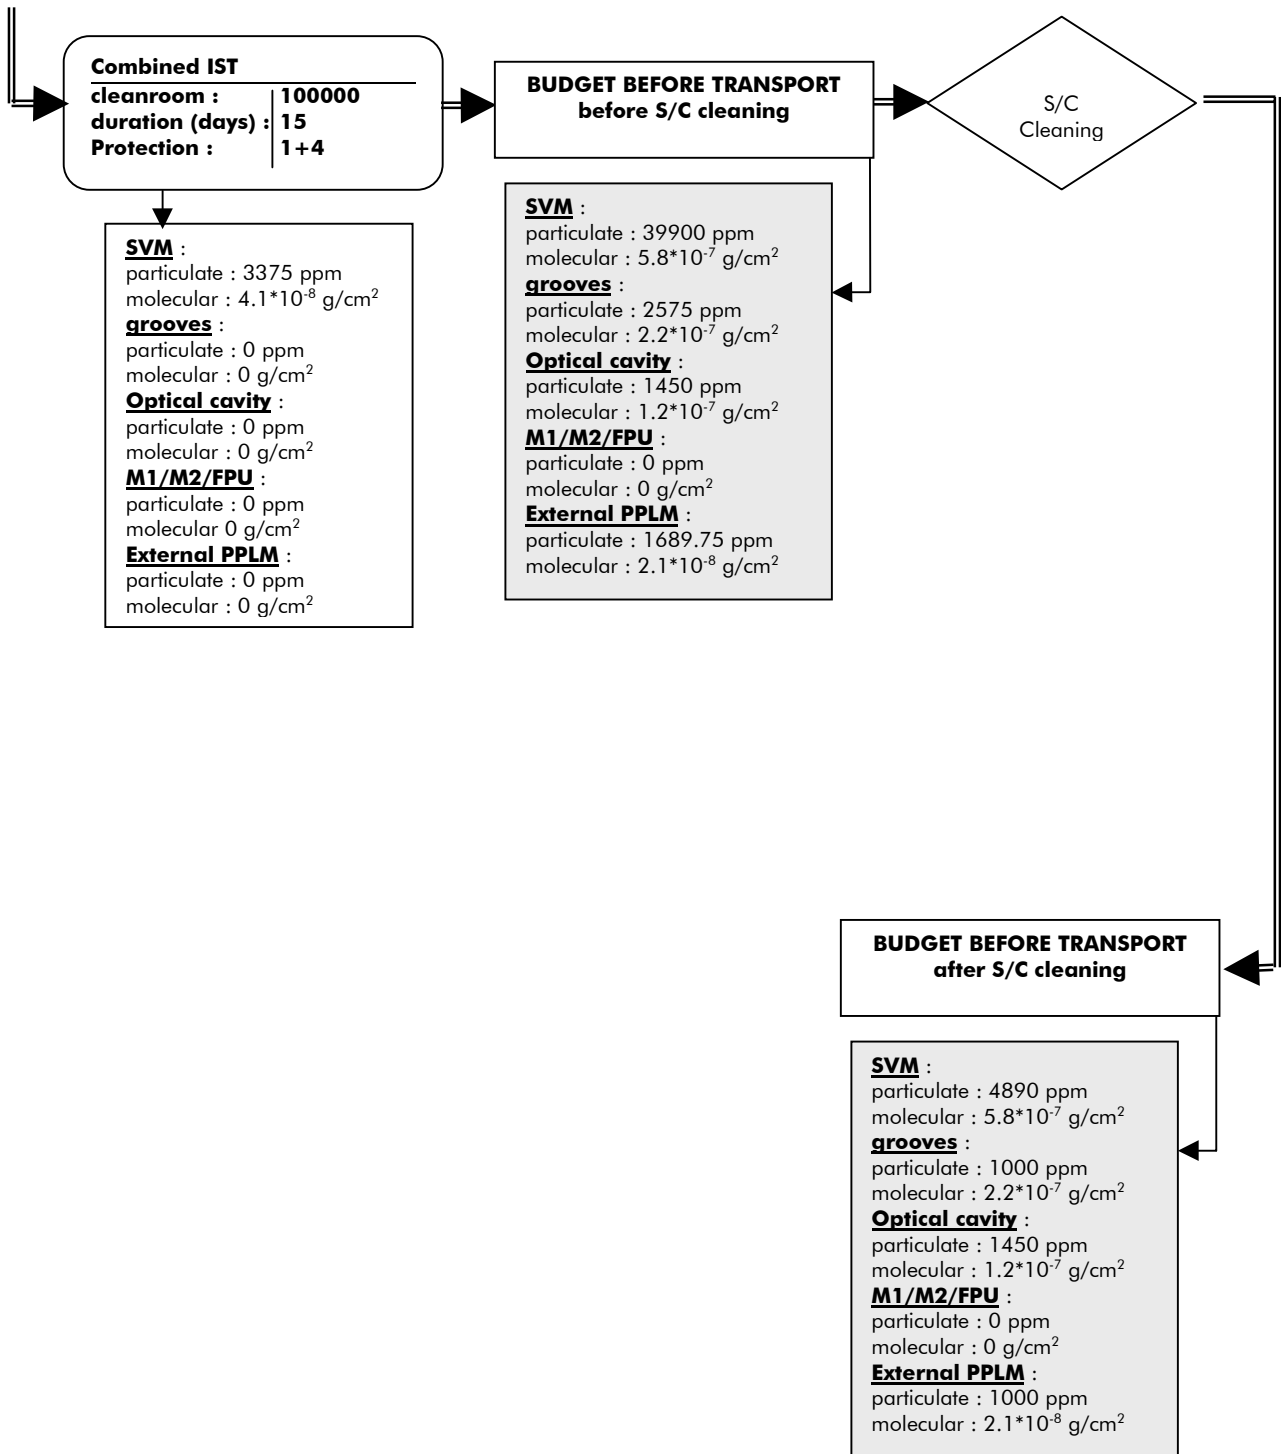 Combined IST
cleanroom : 100000
duration (days) : 15
Protection : 1+4
SVM :
particulate : 3375 ppm
molecular : 4.1*10⁻⁸ g/cm²
grooves :
particulate : 0 ppm
molecular : 0 g/cm²
Optical cavity :
particulate : 0 ppm
molecular : 0 g/cm²
M1/M2/FPU :
particulate : 0 ppm
molecular 0 g/cm²
External PPLM :
particulate : 0 ppm
molecular : 0 g/cm²
BUDGET BEFORE TRANSPORT
before S/C cleaning
SVM :
particulate : 39900 ppm
molecular : 5.8*10⁻⁷ g/cm²
grooves :
particulate : 2575 ppm
molecular : 2.2*10⁻⁷ g/cm²
Optical cavity :
particulate : 1450 ppm
molecular : 1.2*10⁻⁷ g/cm²
M1/M2/FPU :
particulate : 0 ppm
molecular : 0 g/cm²
External PPLM :
particulate : 1689.75 ppm
molecular : 2.1*10⁻⁸ g/cm²
S/C
Cleaning
BUDGET BEFORE TRANSPORT
after S/C cleaning
SVM :
particulate : 4890 ppm
molecular : 5.8*10⁻⁷ g/cm²
grooves :
particulate : 1000 ppm
molecular : 2.2*10⁻⁷ g/cm²
Optical cavity :
particulate : 1450 ppm
molecular : 1.2*10⁻⁷ g/cm²
M1/M2/FPU :
particulate : 0 ppm
molecular : 0 g/cm²
External PPLM :
particulate : 1000 ppm
molecular : 2.1*10⁻⁸ g/cm²